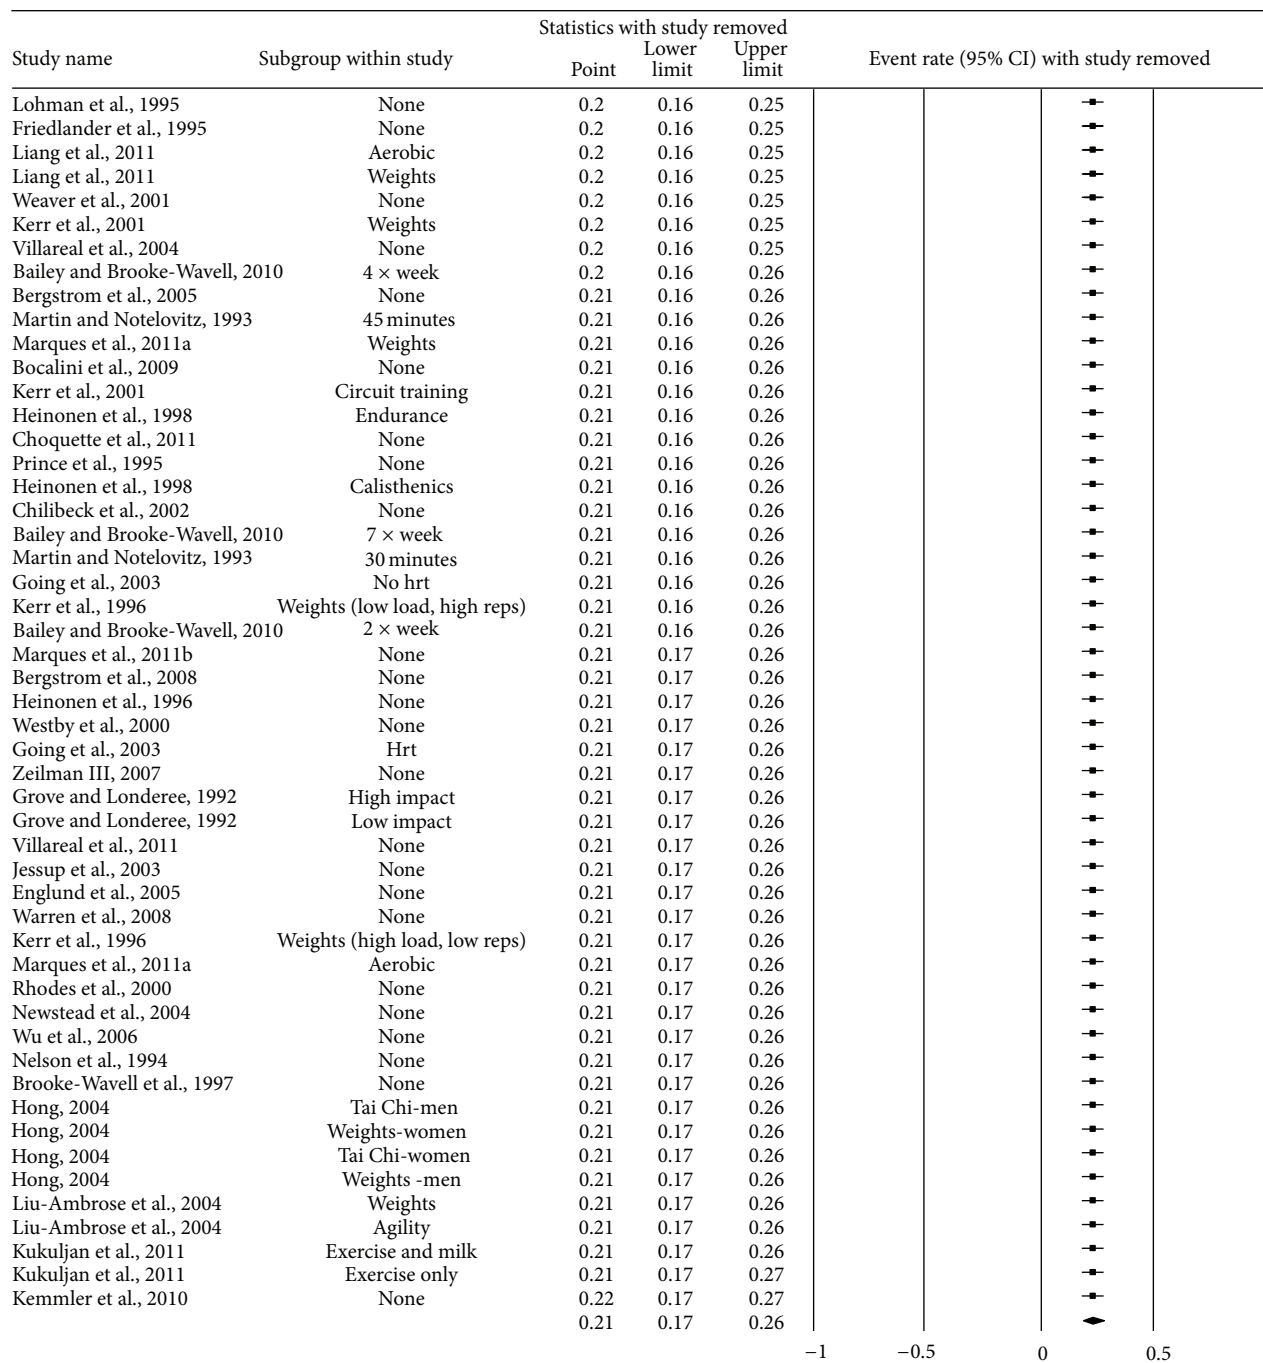 Statistics with study removed
Study name Subgroup within study Point Lower limit Upper limit Event rate (95% CI) with study removed
Lohman et al., 1995 None 0.2 0.16 0.25
Friedlander et al., 1995 None 0.2 0.16 0.25
Liang et al., 2011 Aerobic 0.2 0.16 0.25
Liang et al., 2011 Weights 0.2 0.16 0.25
Weaver et al., 2001 None 0.2 0.16 0.25
Kerr et al., 2001 Weights 0.2 0.16 0.25
Villareal et al., 2004 None 0.2 0.16 0.25
Bailey and Brooke-Wavell, 2010 4 × week 0.2 0.16 0.26
Bergstrom et al., 2005 None 0.21 0.16 0.26
Martin and Notelovitz, 1993 45 minutes 0.21 0.16 0.26
Marques et al., 2011a Weights 0.21 0.16 0.26
Bocalini et al., 2009 None 0.21 0.16 0.26
Kerr et al., 2001 Circuit training 0.21 0.16 0.26
Heinonen et al., 1998 Endurance 0.21 0.16 0.26
Choquette et al., 2011 None 0.21 0.16 0.26
Prince et al., 1995 None 0.21 0.16 0.26
Heinonen et al., 1998 Calisthenics 0.21 0.16 0.26
Chilibeck et al., 2002 None 0.21 0.16 0.26
Bailey and Brooke-Wavell, 2010 7 × week 0.21 0.16 0.26
Martin and Notelovitz, 1993 30 minutes 0.21 0.16 0.26
Going et al., 2003 No hrt 0.21 0.16 0.26
Kerr et al., 1996 Weights (low load, high reps) 0.21 0.16 0.26
Bailey and Brooke-Wavell, 2010 2 × week 0.21 0.16 0.26
Marques et al., 2011b None 0.21 0.17 0.26
Bergstrom et al., 2008 None 0.21 0.17 0.26
Heinonen et al., 1996 None 0.21 0.17 0.26
Westby et al., 2000 None 0.21 0.17 0.26
Going et al., 2003 Hrt 0.21 0.17 0.26
Zeilman III, 2007 None 0.21 0.17 0.26
Grove and Londeree, 1992 High impact 0.21 0.17 0.26
Grove and Londeree, 1992 Low impact 0.21 0.17 0.26
Villareal et al., 2011 None 0.21 0.17 0.26
Jessup et al., 2003 None 0.21 0.17 0.26
Englund et al., 2005 None 0.21 0.17 0.26
Warren et al., 2008 None 0.21 0.17 0.26
Kerr et al., 1996 Weights (high load, low reps) 0.21 0.17 0.26
Marques et al., 2011a Aerobic 0.21 0.17 0.26
Rhodes et al., 2000 None 0.21 0.17 0.26
Newstead et al., 2004 None 0.21 0.17 0.26
Wu et al., 2006 None 0.21 0.17 0.26
Nelson et al., 1994 None 0.21 0.17 0.26
Brooke-Wavell et al., 1997 None 0.21 0.17 0.26
Hong, 2004 Tai Chi-men 0.21 0.17 0.26
Hong, 2004 Weights-women 0.21 0.17 0.26
Hong, 2004 Tai Chi-women 0.21 0.17 0.26
Hong, 2004 Weights -men 0.21 0.17 0.26
Liu-Ambrose et al., 2004 Weights 0.21 0.17 0.26
Liu-Ambrose et al., 2004 Agility 0.21 0.17 0.26
Kukuljan et al., 2011 Exercise and milk 0.21 0.17 0.26
Kukuljan et al., 2011 Exercise only 0.21 0.17 0.27
Kemmler et al., 2010 None 0.22 0.17 0.27
0.21 0.17 0.26
−1 −0.5 0 0.5